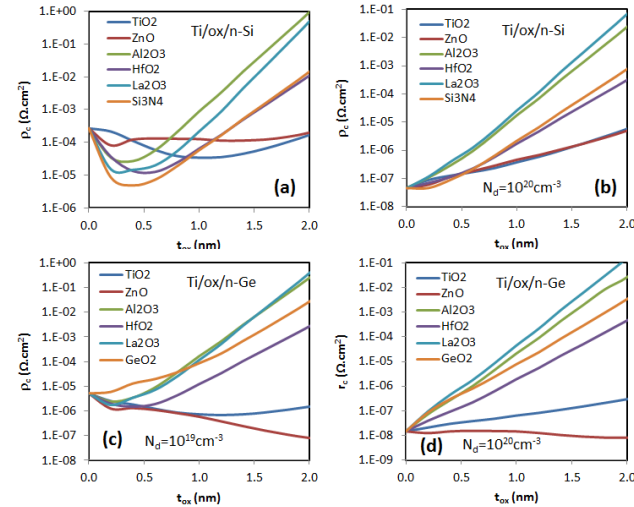 Ti/ox/n-Si
1.E+00
1.E-01
1.E-02
1.E-03
1.E-04
1.E-05
1.E-06
ρc (Ω.cm²)
TiO2
ZnO
Al2O3
HfO2
La2O3
Si3N4
(a)
0.0 0.5 1.0 1.5 2.0
tox (nm)
Ti/ox/n-Si
1.E-01
1.E-02
1.E-03
1.E-04
1.E-05
1.E-06
1.E-07
1.E-08
ρc (Ω.cm²)
TiO2
ZnO
Al2O3
HfO2
La2O3
Si3N4
(b)
Nd=10²⁰cm-3
0.0 0.5 1.0 1.5 2.0
tox (nm)
Ti/ox/n-Ge
1.E+00
1.E-01
1.E-02
1.E-03
1.E-04
1.E-05
1.E-06
1.E-07
1.E-08
ρc (Ω.cm²)
TiO2
ZnO
Al2O3
HfO2
La2O3
GeO2
(c)
Nd=10¹⁹cm-3
0.0 0.5 1.0 1.5 2.0
tox (nm)
Ti/ox/n-Ge
1.E-01
1.E-02
1.E-03
1.E-04
1.E-05
1.E-06
1.E-07
1.E-08
1.E-09
rc (Ω.cm²)
TiO2
ZnO
Al2O3
HfO2
La2O3
GeO2
(d)
Nd=10²⁰cm-3
0.0 0.5 1.0 1.5 2.0
tox (nm)